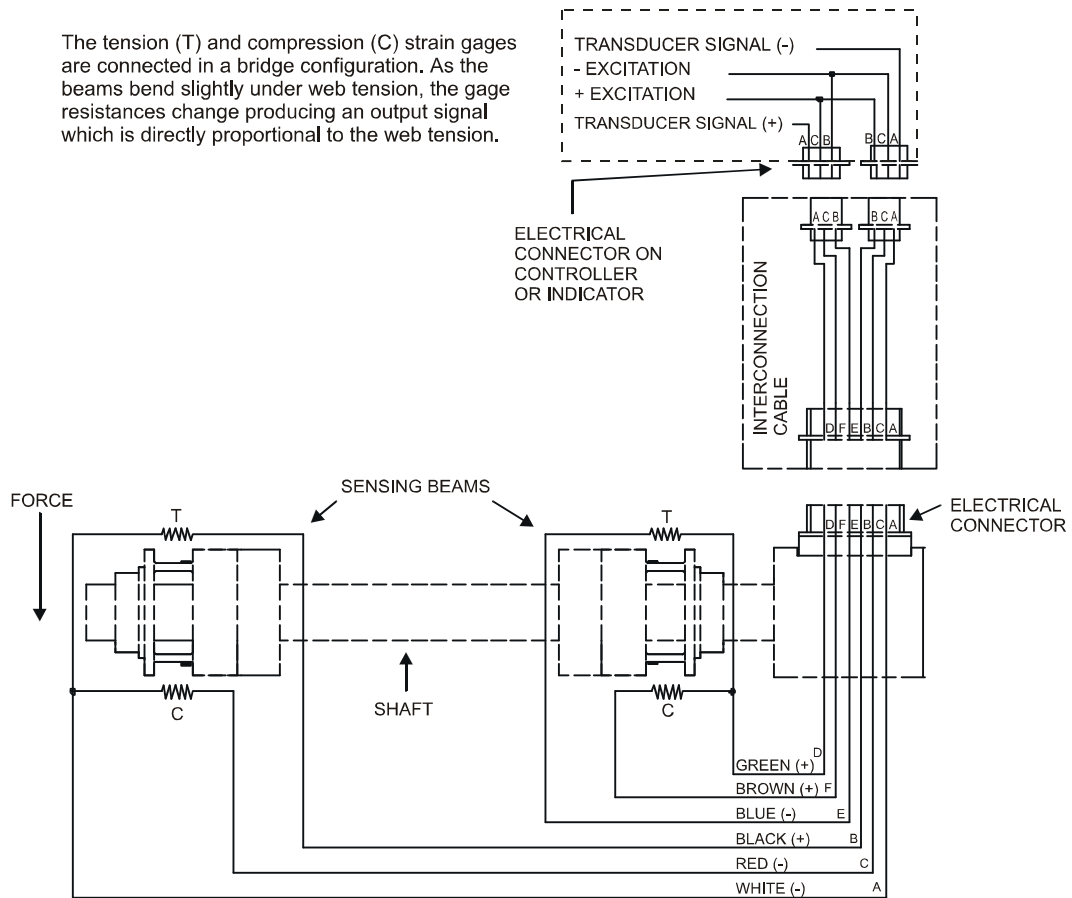 The tension (T) and compression (C) strain gages
are connected in a bridge configuration. As the
beams bend slightly under web tension, the gage
resistances change producing an output signal
which is directly proportional to the web tension.
TRANSDUCER SIGNAL (-)
- EXCITATION
+ EXCITATION
TRANSDUCER SIGNAL (+)
A C B
B C A
ELECTRICAL
CONNECTOR ON
CONTROLLER
OR INDICATOR
A C B
B C A
INTERCONNECTION
CABLE
D F E B C A
FORCE
SENSING BEAMS
ELECTRICAL
CONNECTOR
T
T
D F E B C A
SHAFT
C
C
GREEN (+) D
BROWN (+) F
BLUE (-) E
BLACK (+) B
RED (-) C
WHITE (-) A